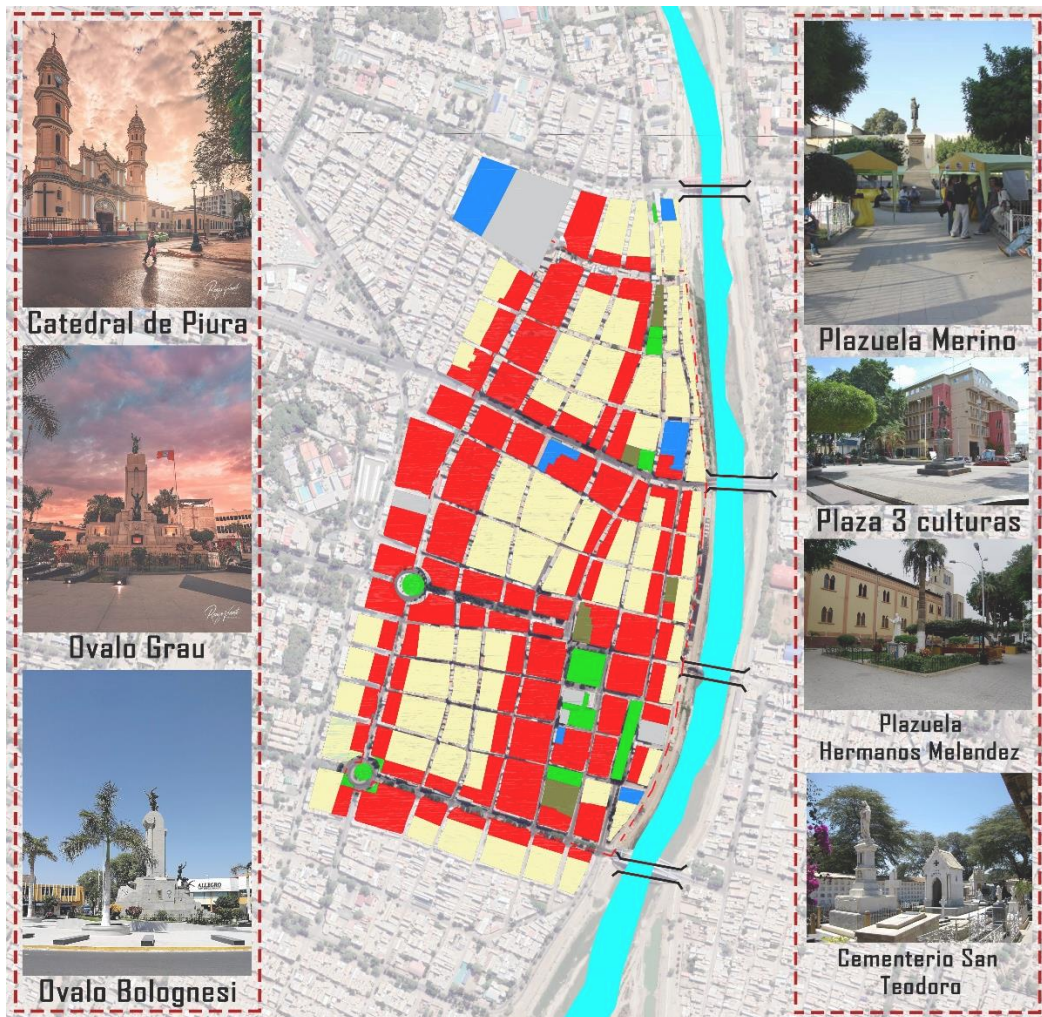 Catedral de Piura
Ovalo Grau
Ovalo Bolognesi
ALLEGRO
Plazuela Merino
Plaza 3 culturas
Plazuela
Hermanos Melendez
Cementerio San
Teodoro